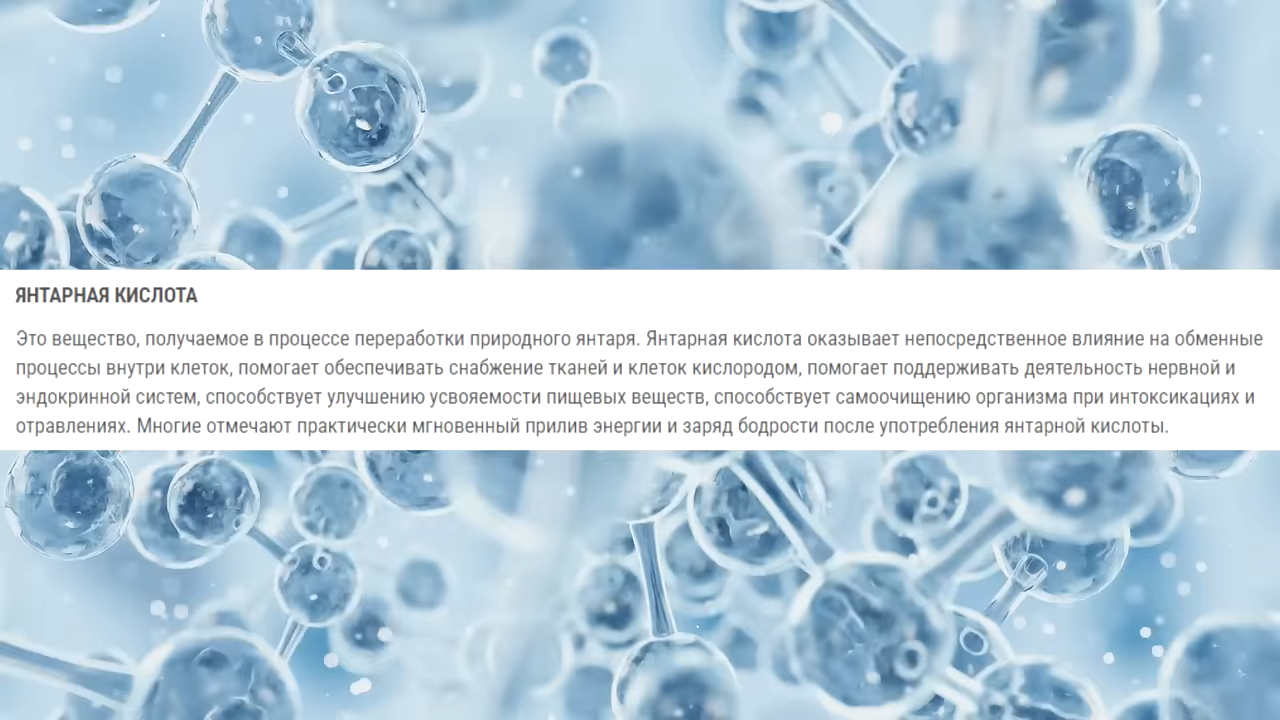 ЯНТАРНАЯ КИСЛОТА
Это вещество, получаемое в процессе переработки природного янтаря. Янтарная кислота оказывает непосредственное влияние на обменные
процессы внутри клеток, помогает обеспечивать снабжение тканей и клеток кислородом, помогает поддерживать деятельность нервной и
эндокринной систем, способствует улучшению усвояемости пищевых веществ, способствует самоочищению организма при интоксикациях и
отравлениях. Многие отмечают практически мгновенный прилив энергии и заряд бодрости после употребления янтарной кислоты.